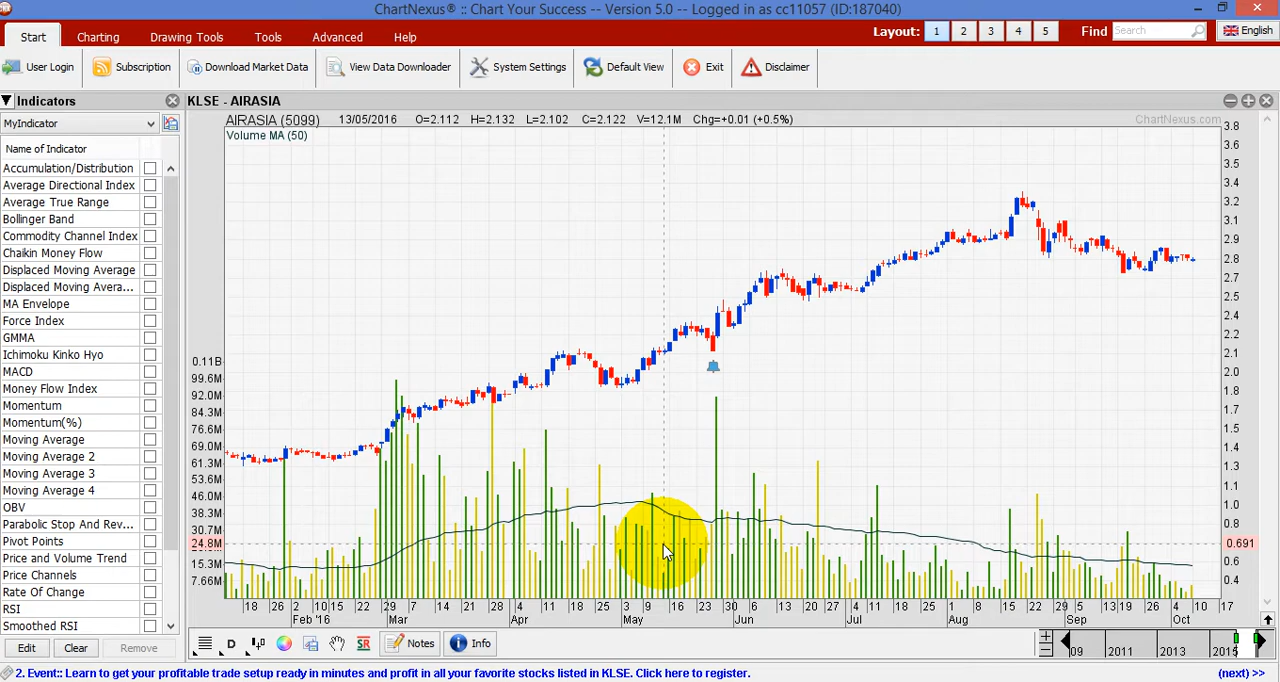 ChartNexus® :: Chart Your Success -- Version 5.0 -- Logged in as cc11057 (ID:187040)
Start Charting Drawing Tools Tools Advanced Help Layout: 1 2 3 4 5 Find Search English
User Login Subscription Download Market Data View Data Downloader System Settings Default View Exit Disclaimer
Indicators
KLSE - AIRASIA
MyIndicator
AIRASIA (5099) 13/05/2016 O=2.112 H=2.132 L=2.102 C=2.122 V=12.1M Chg=+0.01 (+0.5%) ChartNexus.com
Volume MA (50)
Name of Indicator
Accumulation/Distribution
Average Directional Index
Average True Range
Bollinger Band
Commodity Channel Index
Chaikin Money Flow
Displaced Moving Average
Displaced Moving Avera...
MA Envelope
Force Index
GMMA
Ichimoku Kinko Hyo
MACD
Money Flow Index
Momentum
Momentum(%)
Moving Average
Moving Average 2
Moving Average 3
Moving Average 4
OBV
Parabolic Stop And Rev...
Pivot Points
Price and Volume Trend
Price Channels
Rate Of Change
RSI
Smoothed RSI
Edit Clear Remove
0.11B
99.6M
92.0M
84.3M
76.6M
69.0M
61.3M
53.6M
46.0M
38.3M
30.7M
24.8M
15.3M
7.66M
3.8
3.6
3.5
3.4
3.2
3.1
2.9
2.8
2.7
2.5
2.4
2.2
2.1
2.0
1.8
1.7
1.5
1.4
1.3
1.1
1.0
0.8
0.691
0.6
0.4
18 26 2 10 15 22 29 7 14 21 28 4 11 18 25 3 9 16 23 30 6 13 20 27 4 11 18 25 1 8 15 22 29 5 13 19 26 4 10 17
Feb '16 Mar Apr May Jun Jul Aug Sep Oct
D SR Notes Info
09 2011 2013 2015
2. Event:: Learn to get your profitable trade setup ready in minutes and profit in all your favorite stocks listed in KLSE. Click here to register. (next) >>